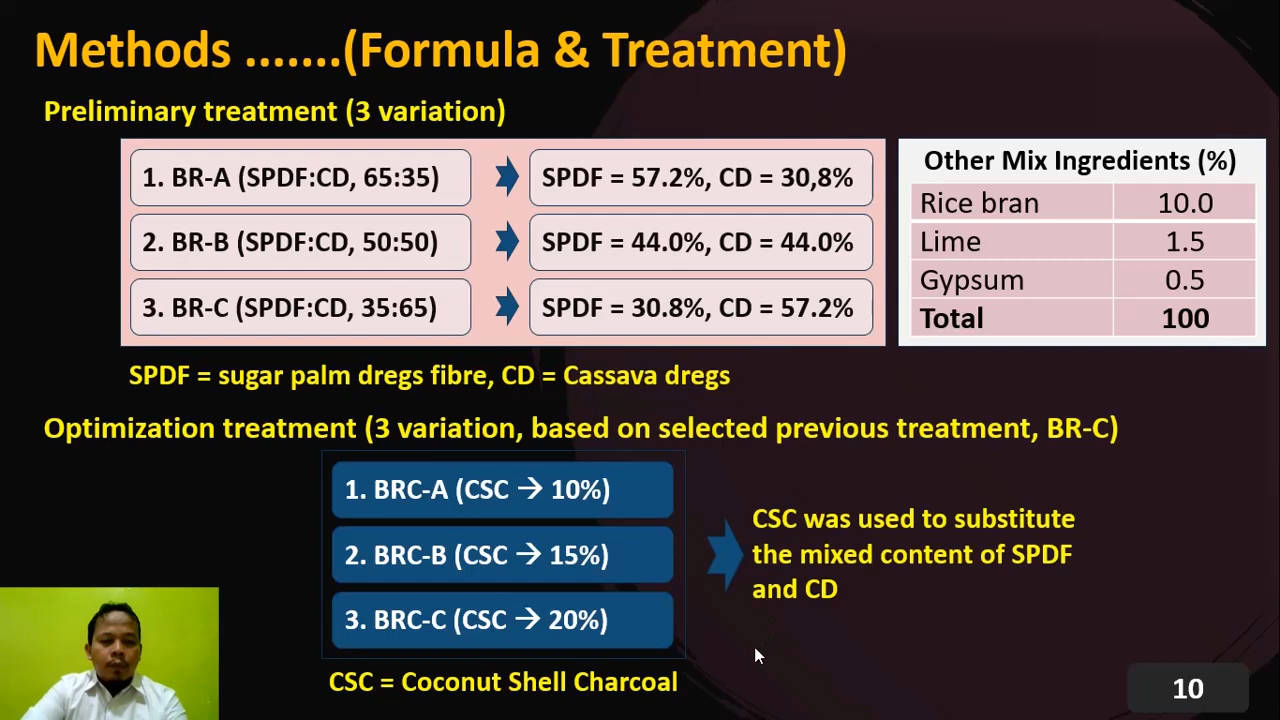 Methods .......(Formula & Treatment)
Preliminary treatment (3 variation)
1. BR-A (SPDF:CD, 65:35)
SPDF = 57.2%, CD = 30,8%
2. BR-B (SPDF:CD, 50:50)
SPDF = 44.0%, CD = 44.0%
3. BR-C (SPDF:CD, 35:65)
SPDF = 30.8%, CD = 57.2%
Other Mix Ingredients (%)
Rice bran 10.0
Lime 1.5
Gypsum 0.5
Total 100
SPDF = sugar palm dregs fibre, CD = Cassava dregs
Optimization treatment (3 variation, based on selected previous treatment, BR-C)
1. BRC-A (CSC → 10%)
2. BRC-B (CSC → 15%)
3. BRC-C (CSC → 20%)
CSC was used to substitute
the mixed content of SPDF
and CD
CSC = Coconut Shell Charcoal
10